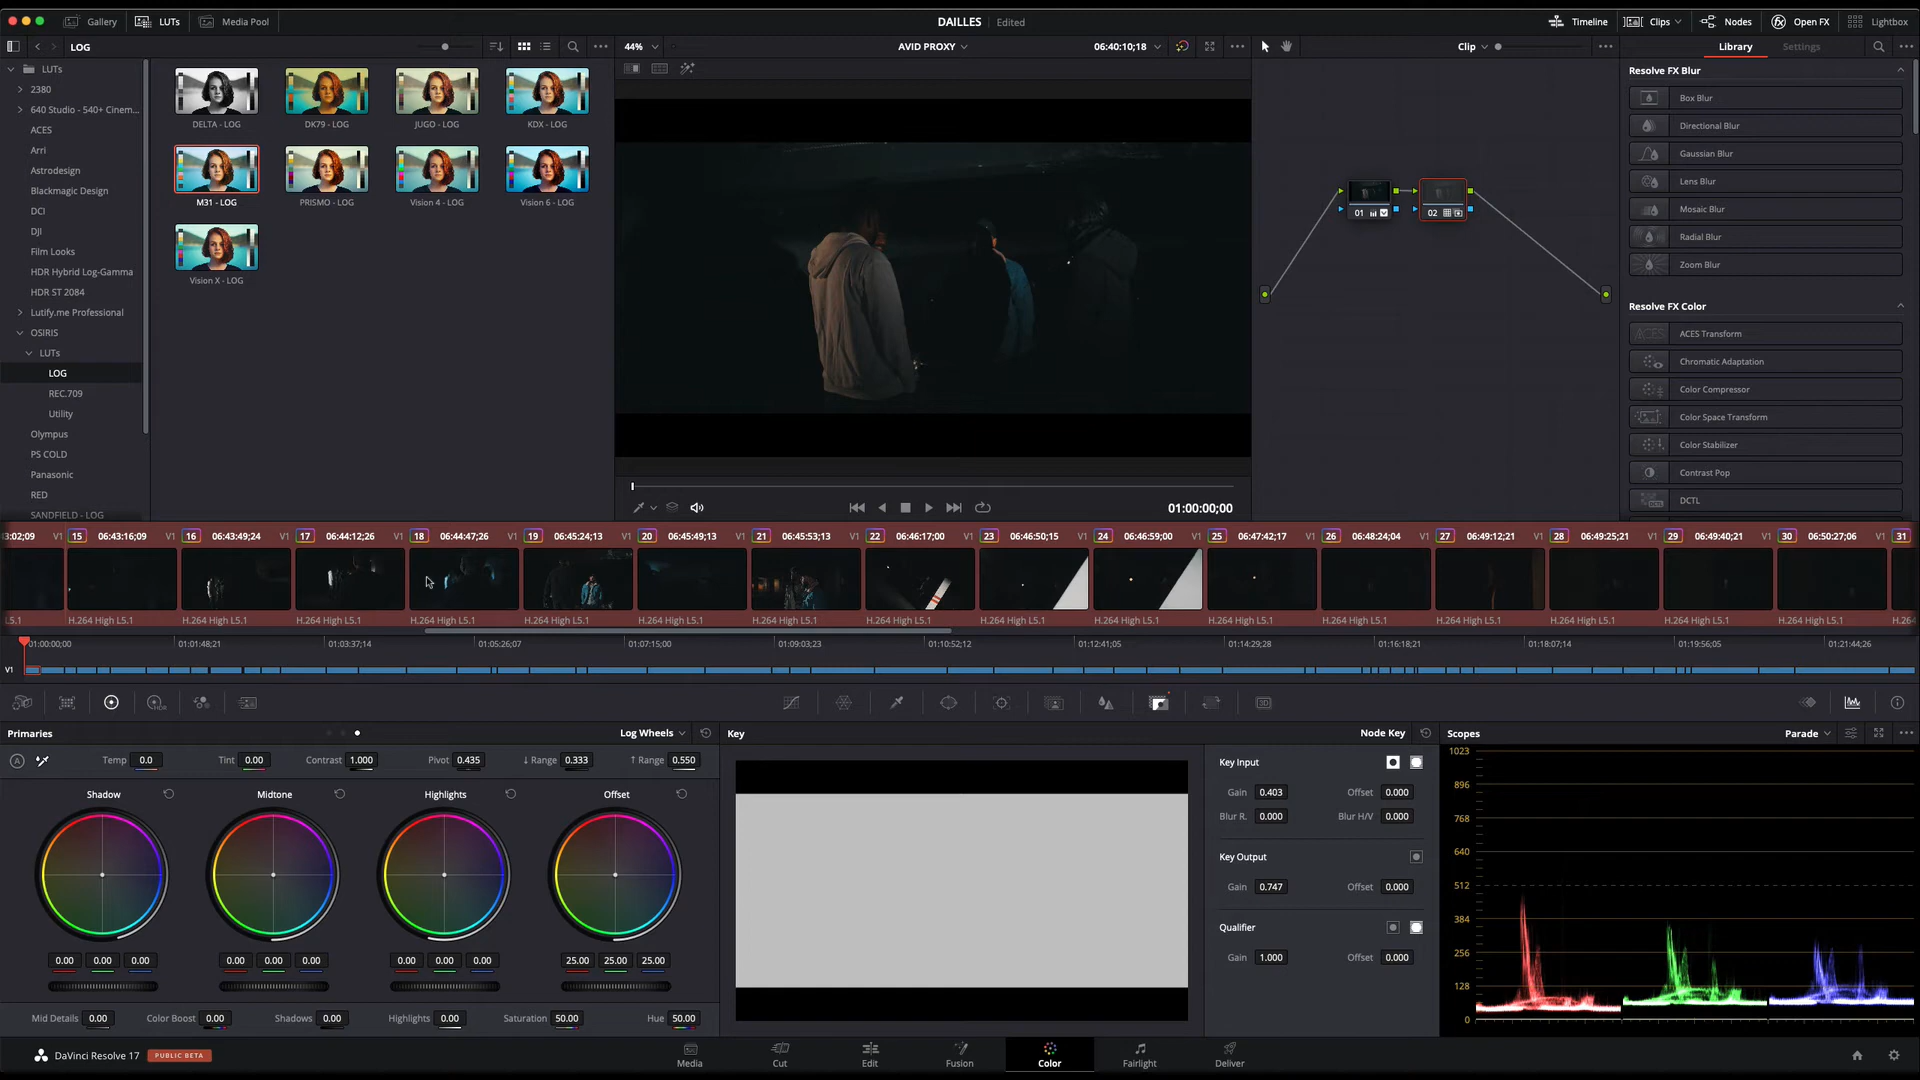 Gallery LUTs Media Pool DAILLES Edited Timeline Clips Nodes Open FX Lightbox
LOG 44% AVID PROXY 06:40:10;18 Clip Library Settings
LUTs
2380
640 Studio - 540+ Cinem...
ACES
Arri
Astrodesign
Blackmagic Design
DCI
DJI
Film Looks
HDR Hybrid Log-Gamma
HDR ST 2084
Lutify.me Professional
OSIRIS
LUTs
LOG
REC.709
Utility
Olympus
PS COLD
Panasonic
RED
SANDFIELD - LOG
DELTA - LOG DK79 - LOG JUGO - LOG KDX - LOG
M31 - LOG PRISMO - LOG Vision 4 - LOG Vision 6 - LOG
Vision X - LOG
01 02
Resolve FX Blur
Box Blur
Directional Blur
Gaussian Blur
Lens Blur
Mosaic Blur
Radial Blur
Zoom Blur
Resolve FX Color
ACES Transform
Chromatic Adaptation
Color Compressor
Color Space Transform
Color Stabilizer
Contrast Pop
DCTL
01:00:00;00
43:02;09 V1 15 06:43:16;09 V1 16 06:43:49;24 V1 17 06:44:12;26 V1 18 06:44:47;26 V1 19 06:45:24;13 V1 20 06:45:49;13 V1 21 06:45:53;13 V1 22 06:46:17;00 V1 23 06:46:50;15 V1 24 06:46:59;00 V1 25 06:47:42;17 V1 26 06:48:24;04 V1 27 06:49:12;21 V1 28 06:49:25;21 V1 29 06:49:40;21 V1 30 06:50:27;06 V1 31
L5.1 H.264 High L5.1 H.264 High L5.1 H.264 High L5.1 H.264 High L5.1 H.264 High L5.1 H.264 High L5.1 H.264 High L5.1 H.264 High L5.1 H.264 High L5.1 H.264 High L5.1 H.264 High L5.1 H.264 High L5.1 H.264 High L5.1 H.264 High L5.1 H.264 High L5.1 H.264 High L5.1 H.264
01:00:00;00 01:01:48;21 01:03:37;14 01:05:26;07 01:07:15;00 01:09:03;23 01:10:52;12 01:12:41;05 01:14:29;28 01:16:18;21 01:18:07;14 01:19:56;05 01:21:44;26
V1
HDR 3D
Primaries Log Wheels Key Node Key Scopes Parade
A Temp 0.0 Tint 0.00 Contrast 1.000 Pivot 0.435 ↓ Range 0.333 ↑ Range 0.550
Shadow Midtone Highlights Offset
0.00 0.00 0.00 0.00 0.00 0.00 0.00 0.00 0.00 25.00 25.00 25.00
Mid Details 0.00 Color Boost 0.00 Shadows 0.00 Highlights 0.00 Saturation 50.00 Hue 50.00
Key Input
Gain 0.403 Offset 0.000
Blur R. 0.000 Blur H/V 0.000
Key Output
Gain 0.747 Offset 0.000
Qualifier
Gain 1.000 Offset 0.000
1023
896
768
640
512
384
256
128
0
DaVinci Resolve 17 PUBLIC BETA Media Cut Edit Fusion Color Fairlight Deliver